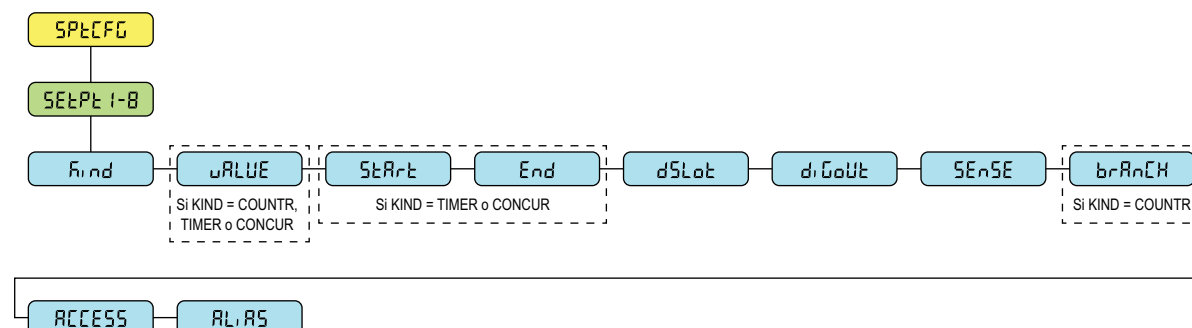 SPtCFG
SEtPt 1-8
Kind
vALUE
StArt
End
dSLot
diGoUt
SEnSE
brAnCH
Si KIND = COUNTR,
TIMER o CONCUR
Si KIND = TIMER o CONCUR
Si KIND = COUNTR
ACCESS
ALiAS